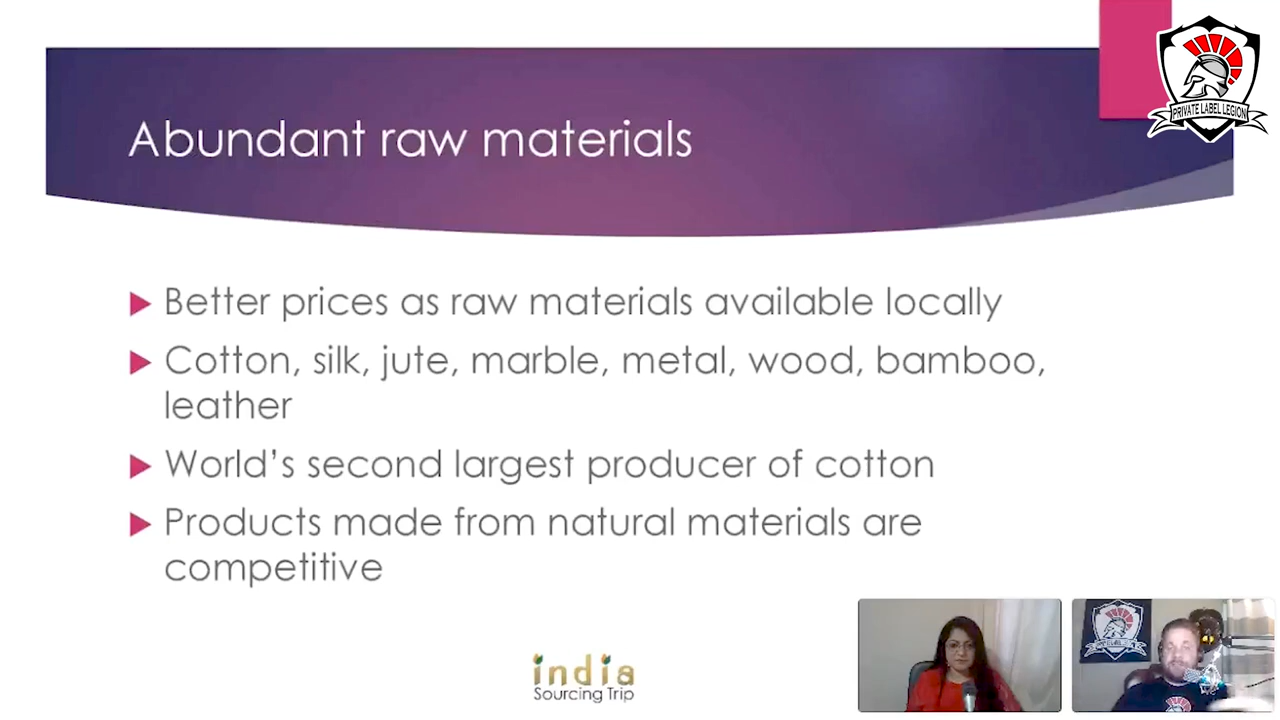 PRIVATE LABEL LEGION
Abundant raw materials
Better prices as raw materials available locally
Cotton, silk, jute, marble, metal, wood, bamboo,
leather
World's second largest producer of cotton
Products made from natural materials are
competitive
india
Sourcing Trip